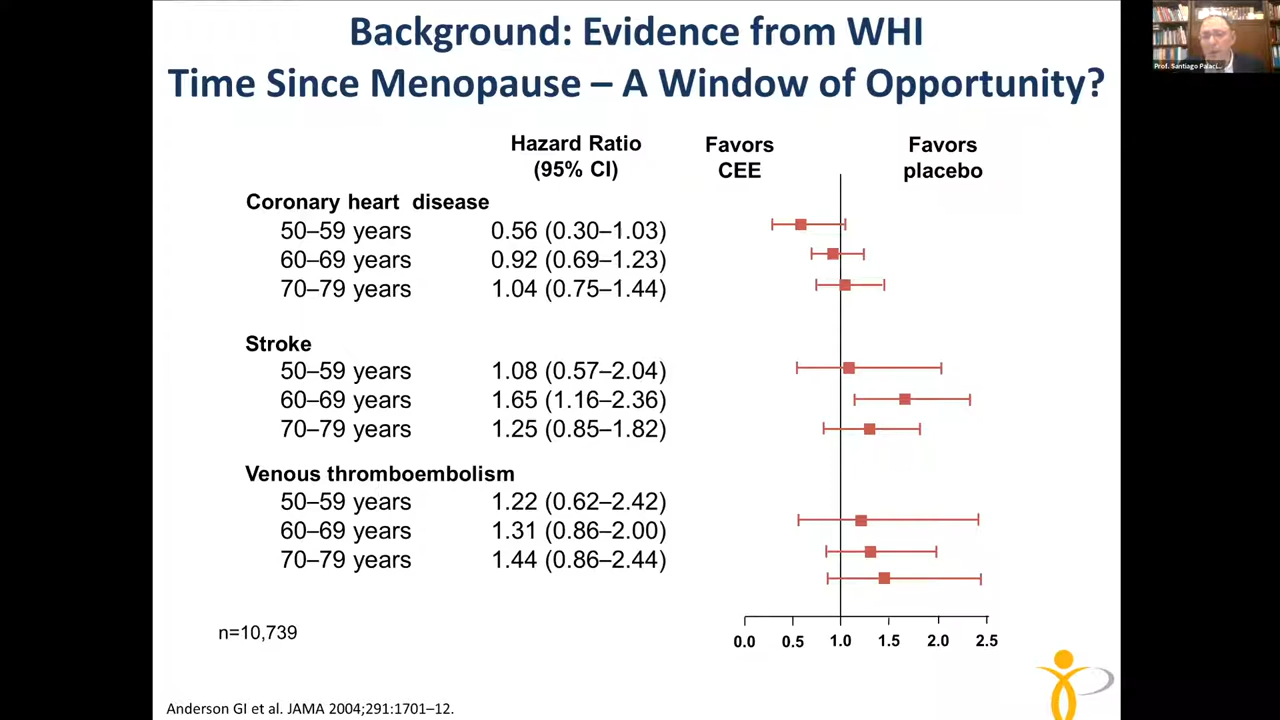 Background: Evidence from WHI
Time Since Menopause – A Window of Opportunity?
Hazard Ratio
(95% CI)
Favors
CEE
Favors
placebo
Coronary heart disease
50–59 years 0.56 (0.30–1.03)
60–69 years 0.92 (0.69–1.23)
70–79 years 1.04 (0.75–1.44)
Stroke
50–59 years 1.08 (0.57–2.04)
60–69 years 1.65 (1.16–2.36)
70–79 years 1.25 (0.85–1.82)
Venous thromboembolism
50–59 years 1.22 (0.62–2.42)
60–69 years 1.31 (0.86–2.00)
70–79 years 1.44 (0.86–2.44)
0.0 0.5 1.0 1.5 2.0 2.5
n=10,739
Anderson GI et al. JAMA 2004;291:1701–12.
Prof. Santiago Palaci...